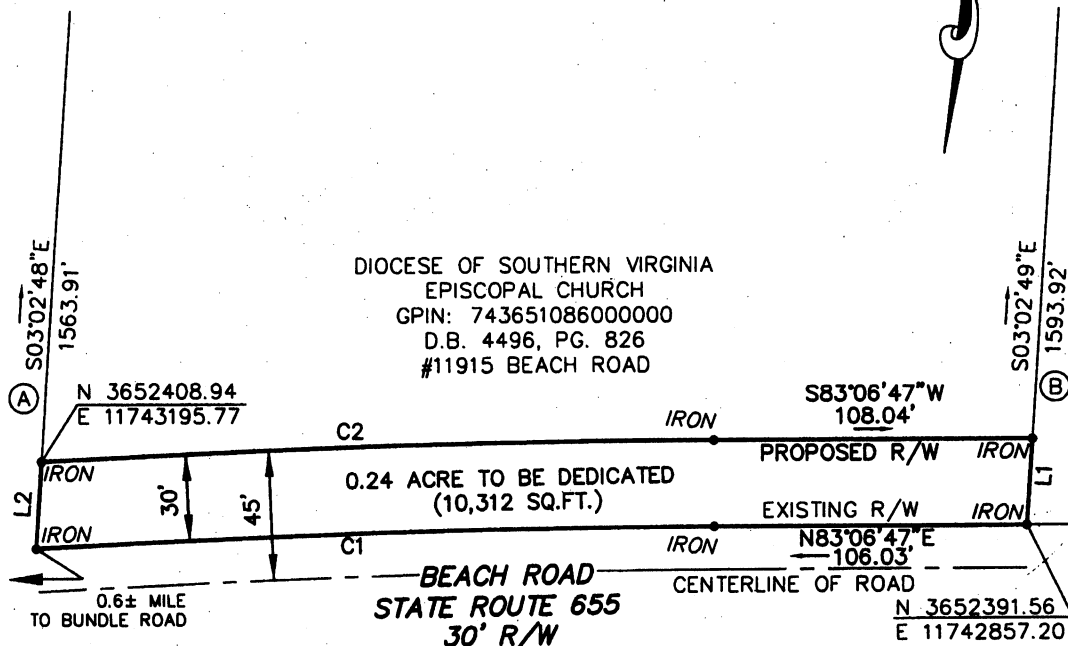 S03°02'48"E
1563.91'
S03°02'49"E
1593.92'
DIOCESE OF SOUTHERN VIRGINIA
EPISCOPAL CHURCH
GPIN: 743651086000000
D.B. 4496, PG. 826
#11915 BEACH ROAD
A
B
N 3652408.94
E 11743195.77
S83°06'47"W
108.04'
C2
IRON
PROPOSED R/W
IRON
IRON
0.24 ACRE TO BE DEDICATED
(10,312 SQ.FT.)
L2
30'
45'
L1
EXISTING R/W
IRON
IRON
C1
IRON
N83°06'47"E
106.03'
BEACH ROAD
CENTERLINE OF ROAD
0.6± MILE
TO BUNDLE ROAD
STATE ROUTE 655
30' R/W
N 3652391.56
E 11742857.20